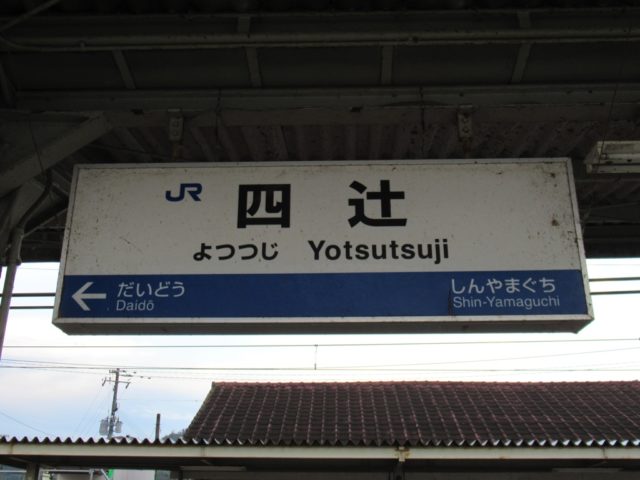 JR 四辻
よつつじ Yotsutsuji
← だいどう しんやまぐち
Daidō Shin-Yamaguchi